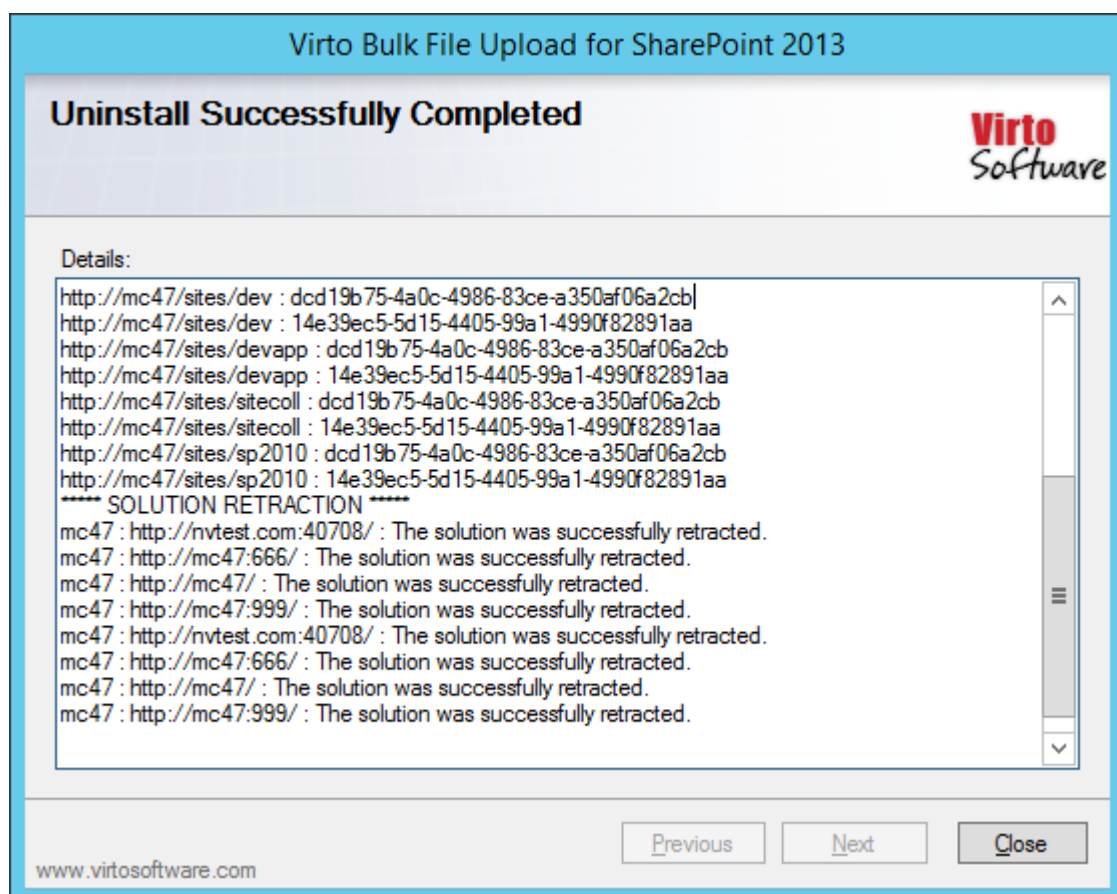 Virto Bulk File Upload for SharePoint 2013
Uninstall Successfully Completed
Virto
Software
Details:
http://mc47/sites/dev : dcd19b75-4a0c-4986-83ce-a350af06a2cb
http://mc47/sites/dev : 14e39ec5-5d15-4405-99a1-4990f82891aa
http://mc47/sites/devapp : dcd19b75-4a0c-4986-83ce-a350af06a2cb
http://mc47/sites/devapp : 14e39ec5-5d15-4405-99a1-4990f82891aa
http://mc47/sites/sitecoll : dcd19b75-4a0c-4986-83ce-a350af06a2cb
http://mc47/sites/sitecoll : 14e39ec5-5d15-4405-99a1-4990f82891aa
http://mc47/sites/sp2010 : dcd19b75-4a0c-4986-83ce-a350af06a2cb
http://mc47/sites/sp2010 : 14e39ec5-5d15-4405-99a1-4990f82891aa
***** SOLUTION RETRACTION *****
mc47 : http://nvtest.com:40708/ : The solution was successfully retracted.
mc47 : http://mc47:666/ : The solution was successfully retracted.
mc47 : http://mc47/ : The solution was successfully retracted.
mc47 : http://mc47:999/ : The solution was successfully retracted.
mc47 : http://nvtest.com:40708/ : The solution was successfully retracted.
mc47 : http://mc47:666/ : The solution was successfully retracted.
mc47 : http://mc47/ : The solution was successfully retracted.
mc47 : http://mc47:999/ : The solution was successfully retracted.
Previous Next Close
www.virtosoftware.com